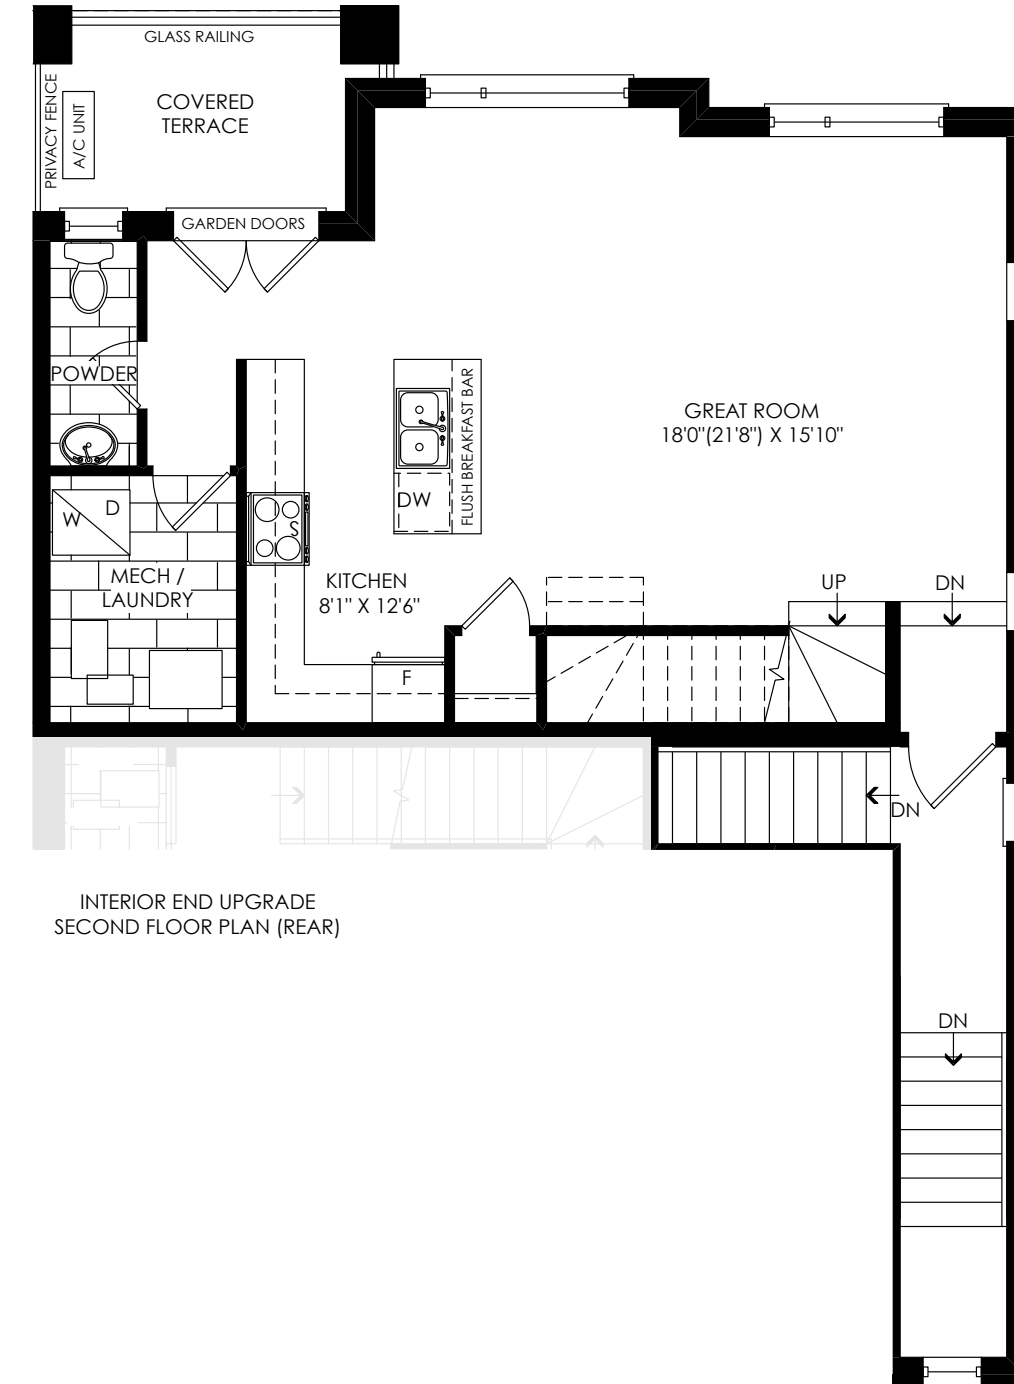 GLASS RAILING
PRIVACY FENCE
A/C UNIT
COVERED
TERRACE
GARDEN DOORS
POWDER
FLUSH BREAKFAST BAR
GREAT ROOM
18'0"(21'8") X 15'10"
W
D
DW
S
MECH /
LAUNDRY
KITCHEN
8'1" X 12'6"
UP
DN
F
DN
INTERIOR END UPGRADE
SECOND FLOOR PLAN (REAR)
DN